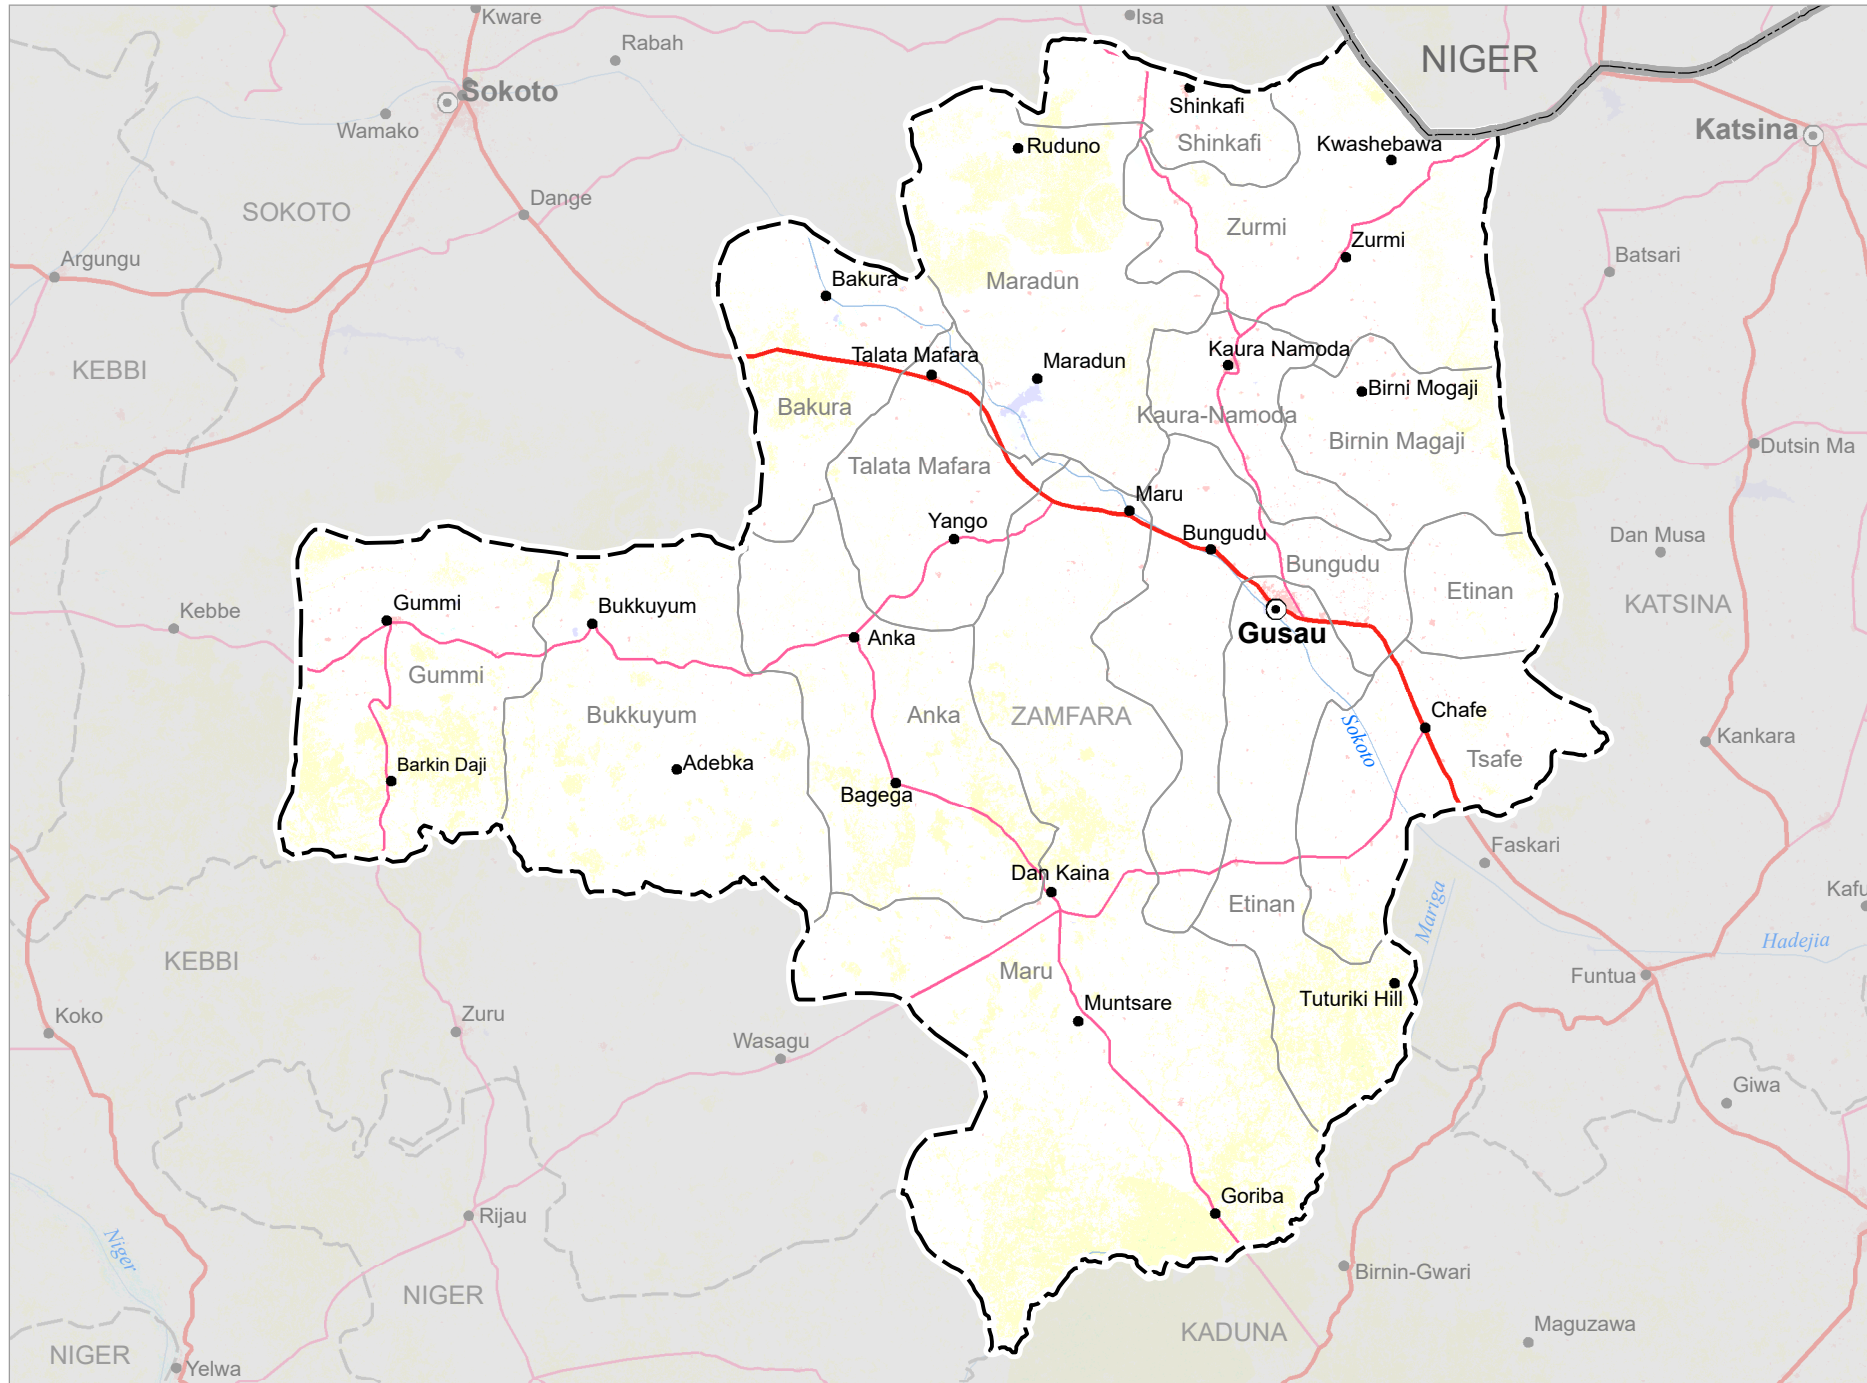 Kware
Isa
Rabah
NIGER
Sokoto
Shinkafi
Wamako
Katsina
Shinkafi
Kwashebawa
Ruduno
Dange
SOKOTO
Zurmi
Zurmi
Argungu
Batsari
Bakura
Maradun
Talata Mafara
Maradun
Kaura Namoda
KEBBI
Birni Mogaji
Bakura
Kaura-Namoda
Birnin Magaji
Dutsin Ma
Talata Mafara
Maru
Yango
Bungudu
Dan Musa
Bungudu
Etinan
Gummi
Bukkuyum
KATSINA
Kebbe
Anka
Gusau
Gummi
Bukkuyum
Anka
ZAMFARA
Chafe
Sokoto
Kankara
Tsafe
Barkin Daji
Adebka
Bagega
Faskari
Dan Kaina
Kafu
Etinan
Mariga
Hadejia
KEBBI
Maru
Funtua
Muntsare
Tuturiki Hill
Koko
Zuru
Wasagu
Giwa
Goriba
Rijau
Niger
Birnin-Gwari
NIGER
Maguzawa
KADUNA
NIGER
Yelwa